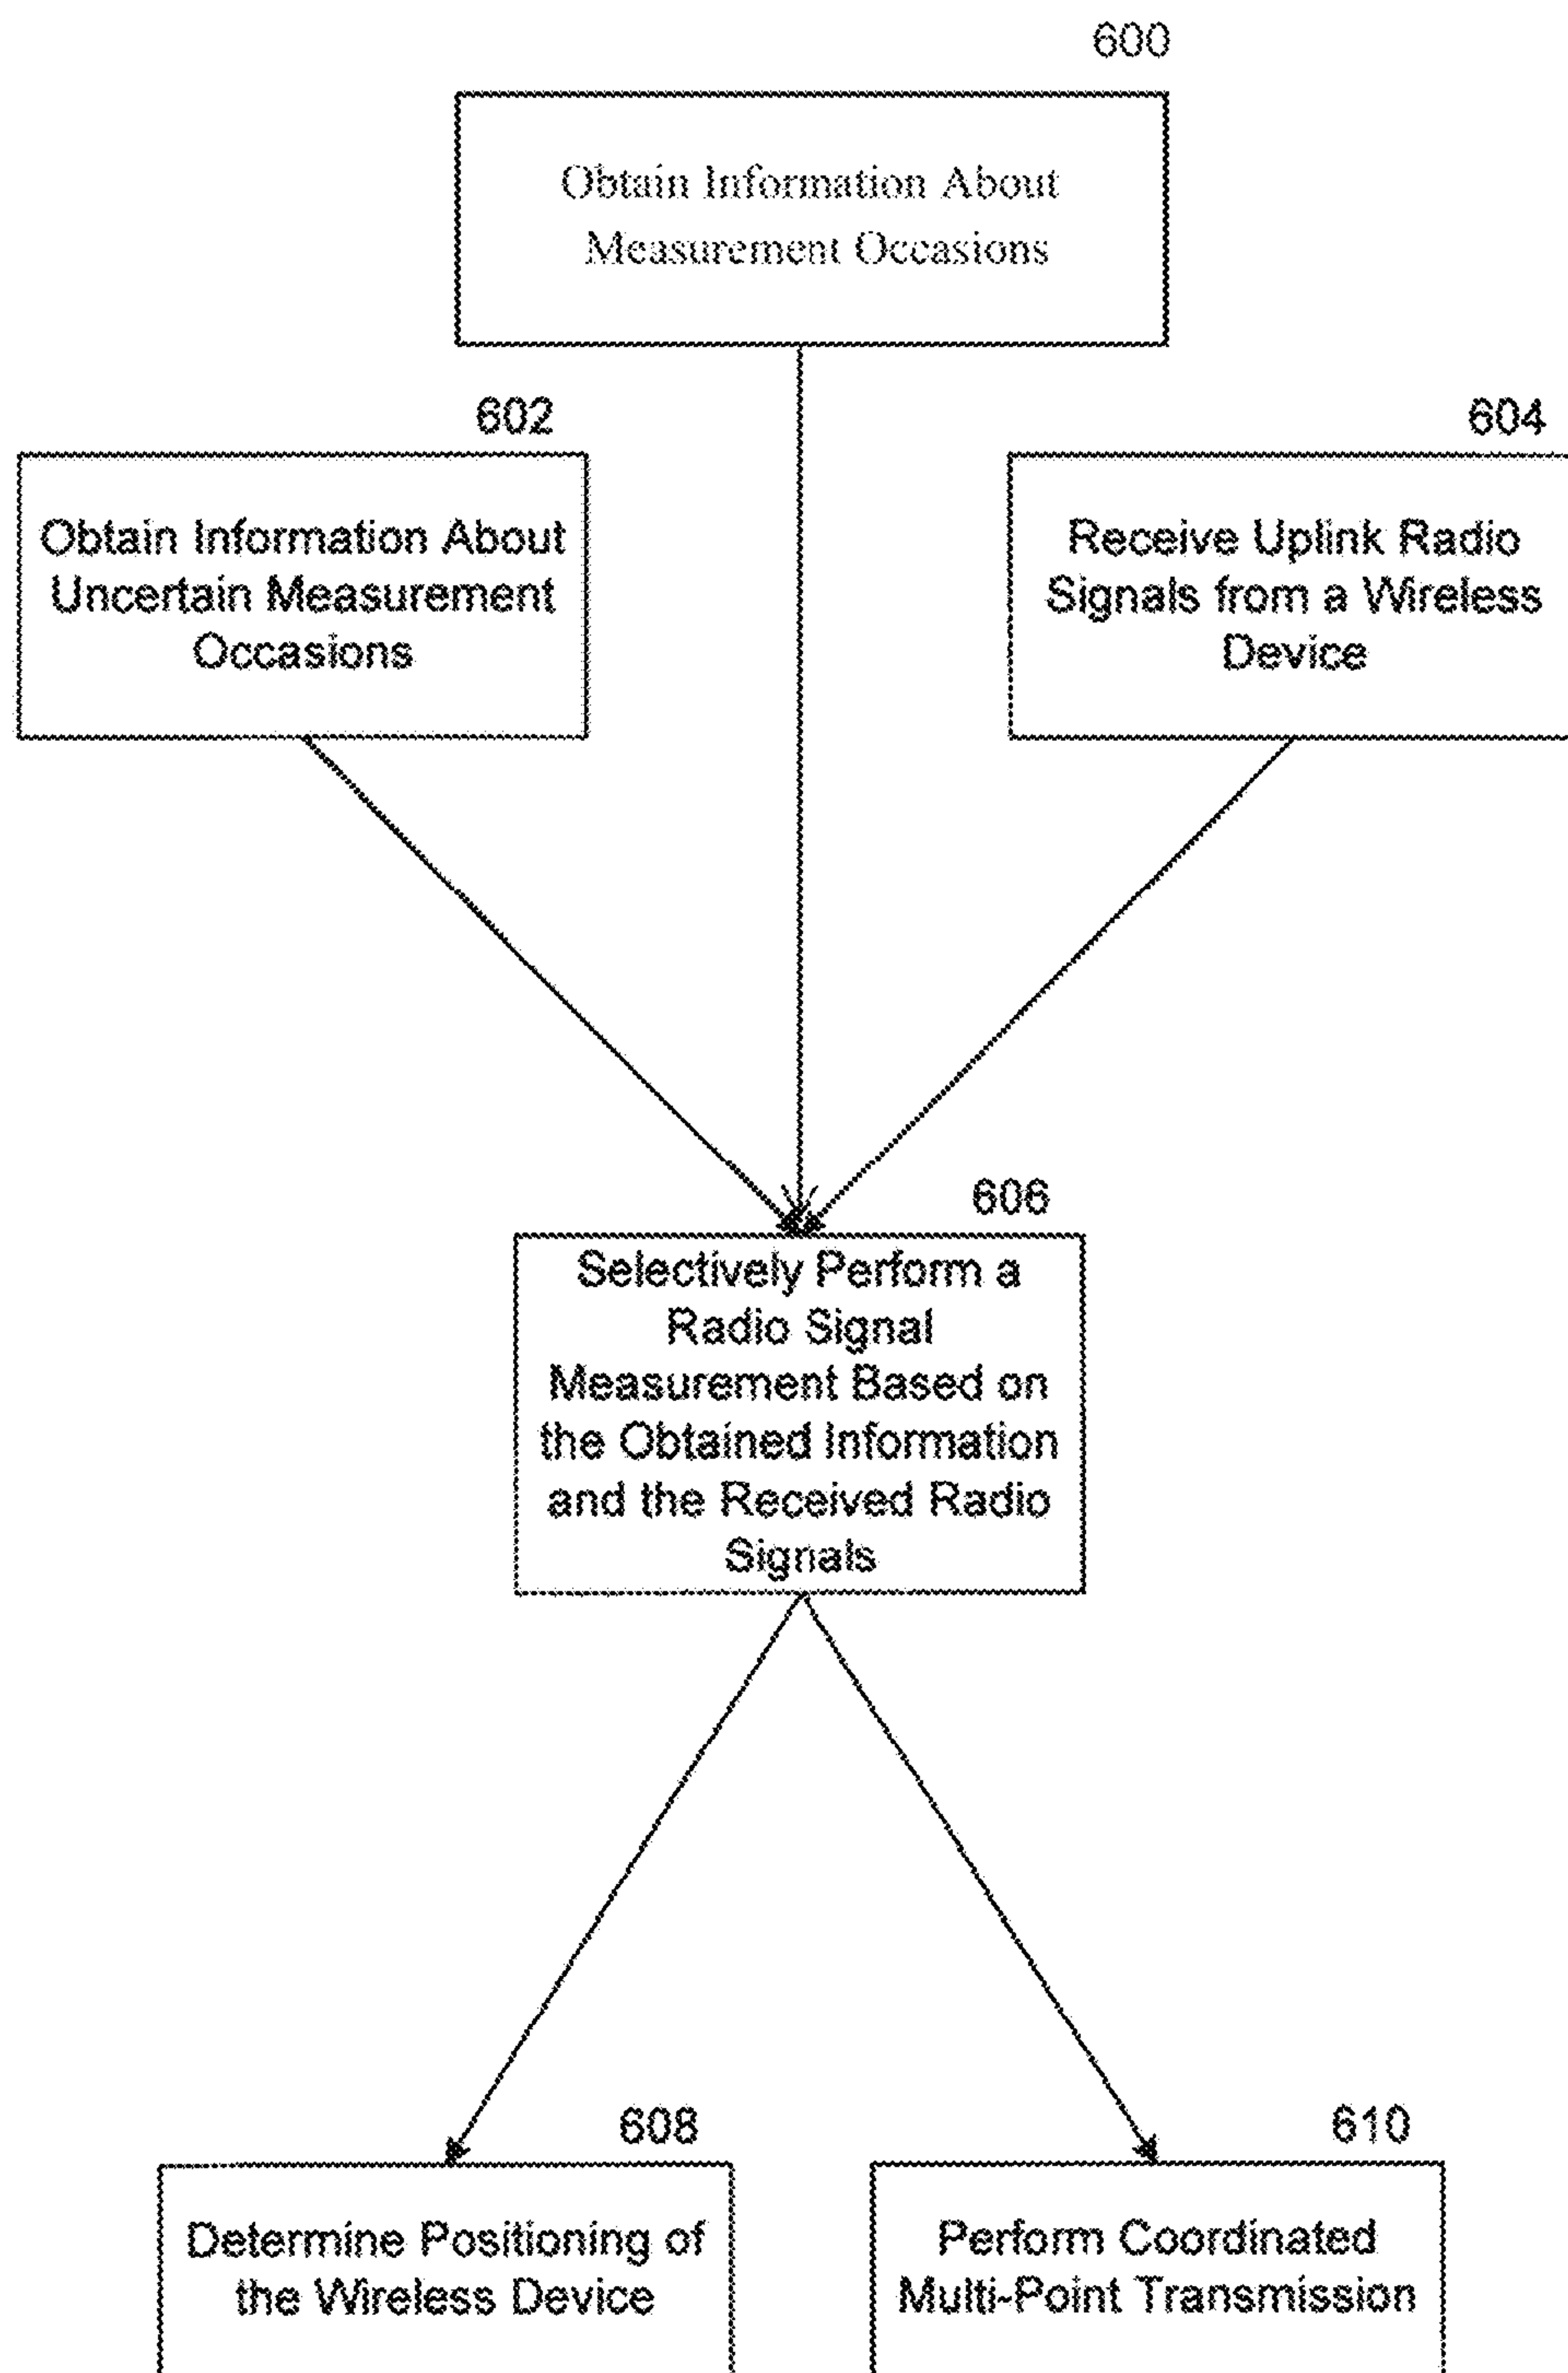 600
Obtain Information About
Measurement Occasions
602
Obtain Information About
Uncertain Measurement
Occasions
604
Receive Uplink Radio
Signals from a Wireless
Device
606
Selectively Perform a
Radio Signal
Measurement Based on
the Obtained Information
and the Received Radio
Signals
608
Determine Positioning of
the Wireless Device
610
Perform Coordinated
Multi-Point Transmission